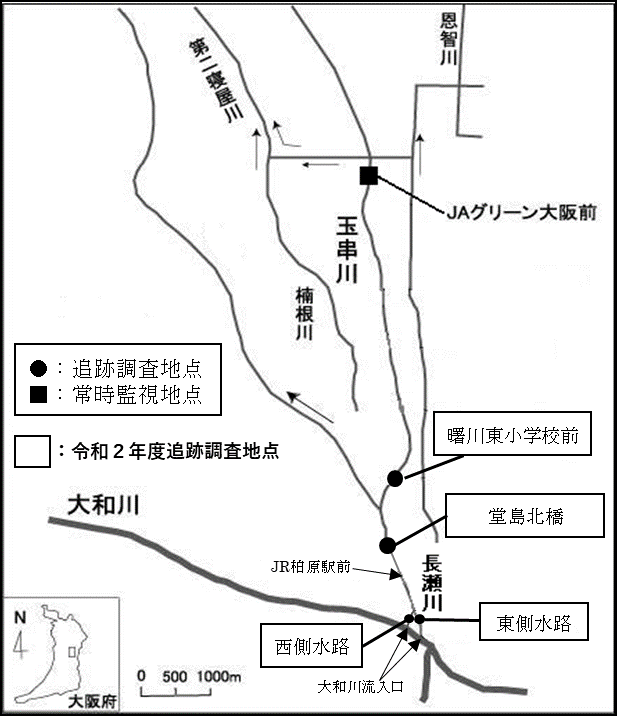 恩智川
第二寝屋川
JAグリーン大阪前
玉串川
楠根川
●：追跡調査地点
■：常時監視地点
：令和２年度追跡調査地点
曙川東小学校前
大和川
堂島北橋
JR柏原駅前
長瀬川
西側水路
東側水路
大和川流入口
N
大阪府
0 500 1000m